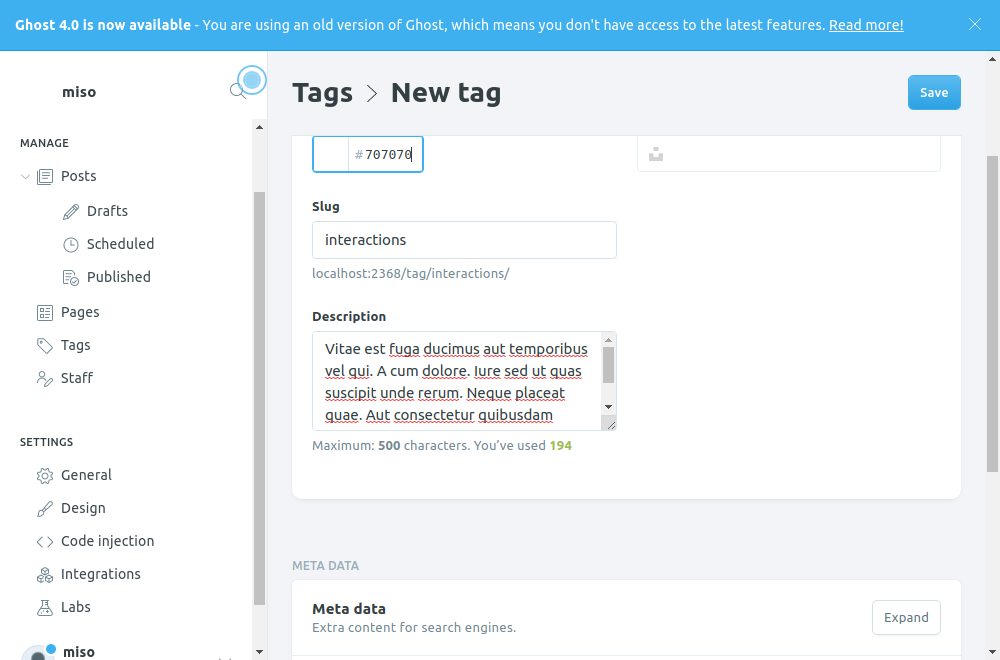 Ghost 4.0 is now available - You are using an old version of Ghost, which means you don't have access to the latest features. Read more!
miso
Tags > New tag
Save
MANAGE
Posts
Drafts
Scheduled
Published
Pages
Tags
Staff
SETTINGS
General
Design
Code injection
Integrations
Labs
miso
#707070
Slug
interactions
localhost:2368/tag/interactions/
Description
Vitae est fuga ducimus aut temporibus
vel qui. A cum dolore. Iure sed ut quas
suscipit unde rerum. Neque placeat
quae. Aut consectetur quibusdam
Maximum: 500 characters. You've used 194
META DATA
Meta data
Extra content for search engines.
Expand